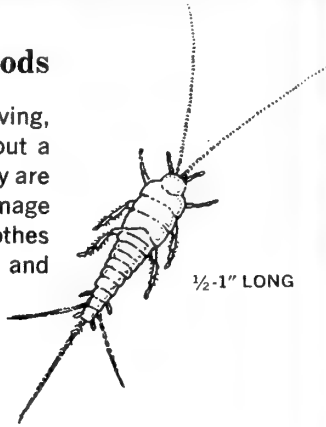 ods
ving,
out a
y are
mage
othes
and
½-1″ LONG